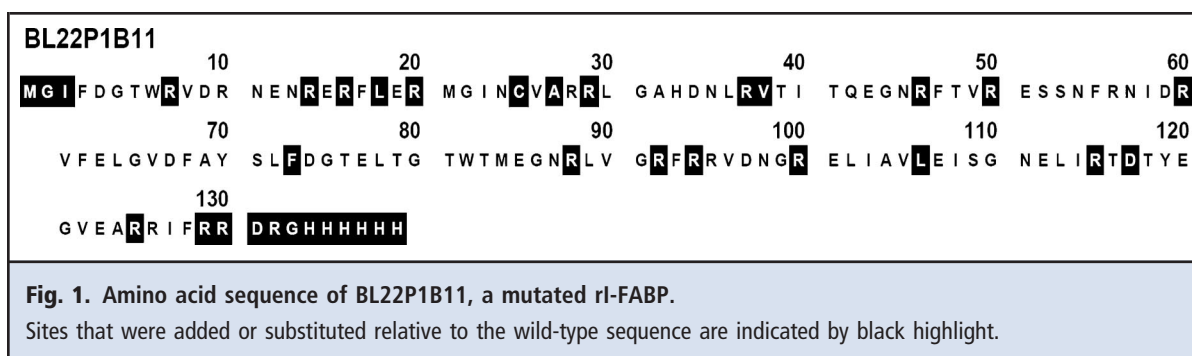 BL22P1B11
10 20 30 40 50 60
MGIFDGTWRVDR NENRERFLER MGINCVARRL GAHDNLRVTI TQEGNRFTVR ESSNFRNIDR
70 80 90 100 110 120
VFELGVDFAY SLFDGTELTG TWTMEGNRLV GRFRRVDNGR ELIAVLEISG NELIRTDTYE
130
GVEARRIFRR DRGHHHHHH
Fig. 1. Amino acid sequence of BL22P1B11, a mutated rI-FABP.
Sites that were added or substituted relative to the wild-type sequence are indicated by black highlight.